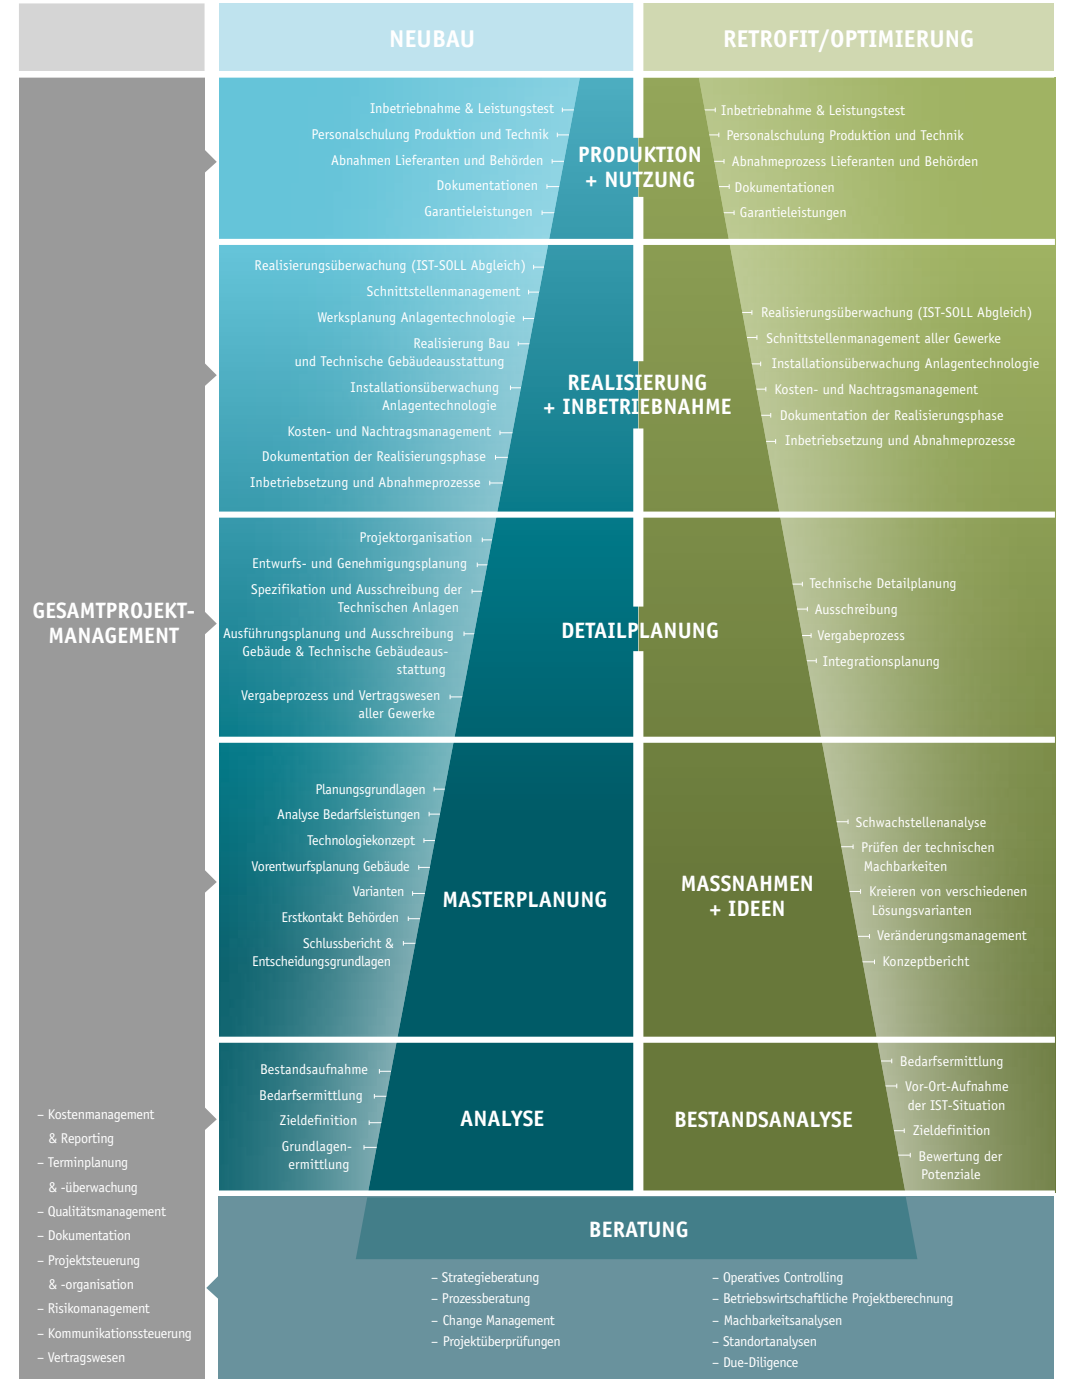 NEUBAU
RETROFIT/OPTIMIERUNG
GESAMTPROJEKT-
MANAGEMENT
– Kostenmanagement
& Reporting
– Terminplanung
& -überwachung
– Qualitätsmanagement
– Dokumentation
– Projektsteuerung
& -organisation
– Risikomanagement
– Kommunikationssteuerung
– Vertragswesen
Inbetriebnahme & Leistungstest
Personalschulung Produktion und Technik
Abnahmen Lieferanten und Behörden
Dokumentationen
Garantieleistungen
PRODUKTION
+ NUTZUNG
Inbetriebnahme & Leistungstest
Personalschulung Produktion und Technik
Abnahmeprozess Lieferanten und Behörden
Dokumentationen
Garantieleistungen
Realisierungsüberwachung (IST-SOLL Abgleich)
Schnittstellenmanagement
Werksplanung Anlagentechnologie
Realisierung Bau
und Technische Gebäudeausstattung
Installationsüberwachung
Anlagentechnologie
Kosten- und Nachtragsmanagement
Dokumentation der Realisierungsphase
Inbetriebsetzung und Abnahmeprozesse
REALISIERUNG
+ INBETRIEBNAHME
Realisierungsüberwachung (IST-SOLL Abgleich)
Schnittstellenmanagement aller Gewerke
Installationsüberwachung Anlagentechnologie
Kosten- und Nachtragsmanagement
Dokumentation der Realisierungsphase
Inbetriebsetzung und Abnahmeprozesse
Projektorganisation
Entwurfs- und Genehmigungsplanung
Spezifikation und Ausschreibung der
Technischen Anlagen
Ausführungsplanung und Ausschreibung
Gebäude & Technische Gebäudeaus-
stattung
Vergabeprozess und Vertragswesen
aller Gewerke
DETAILPLANUNG
Technische Detailplanung
Ausschreibung
Vergabeprozess
Integrationsplanung
Planungsgrundlagen
Analyse Bedarfsleistungen
Technologiekonzept
Vorentwurfsplanung Gebäude
Varianten
Erstkontakt Behörden
Schlussbericht &
Entscheidungsgrundlagen
MASTERPLANUNG
MASSNAHMEN
+ IDEEN
Schwachstellenanalyse
Prüfen der technischen
Machbarkeiten
Kreieren von verschiedenen
Lösungsvarianten
Veränderungsmanagement
Konzeptbericht
Bestandsaufnahme
Bedarfsermittlung
Zieldefinition
Grundlagen-
ermittlung
ANALYSE
BESTANDSANALYSE
Bedarfsermittlung
Vor-Ort-Aufnahme
der IST-Situation
Zieldefinition
Bewertung der
Potenziale
BERATUNG
– Strategieberatung
– Prozessberatung
– Change Management
– Projektüberprüfungen
– Operatives Controlling
– Betriebswirtschaftliche Projektberechnung
– Machbarkeitsanalysen
– Standortanalysen
– Due-Diligence